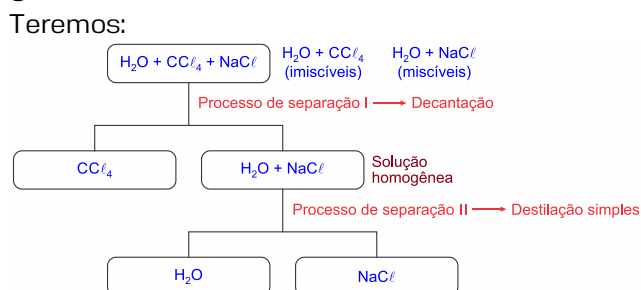 Teremos:
H₂O + CCℓ₄ + NaCℓ
H₂O + CCℓ₄
(imiscíveis)
H₂O + NaCℓ
(miscíveis)
Processo de separação I → Decantação
CCℓ₄
H₂O + NaCℓ
Solução
homogênea
Processo de separação II → Destilação simples
H₂O
NaCℓ